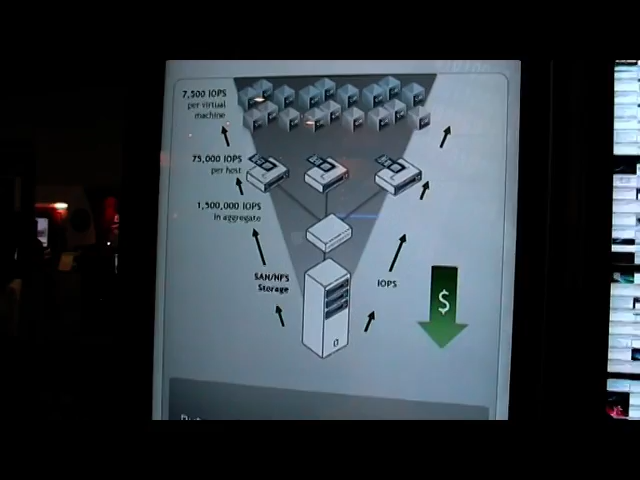 7,500 IOPS
per virtual
machine
75,000 IOPS
per host
1,500,000 IOPS
in aggregate
SAN/NFS
Storage
IOPS
$